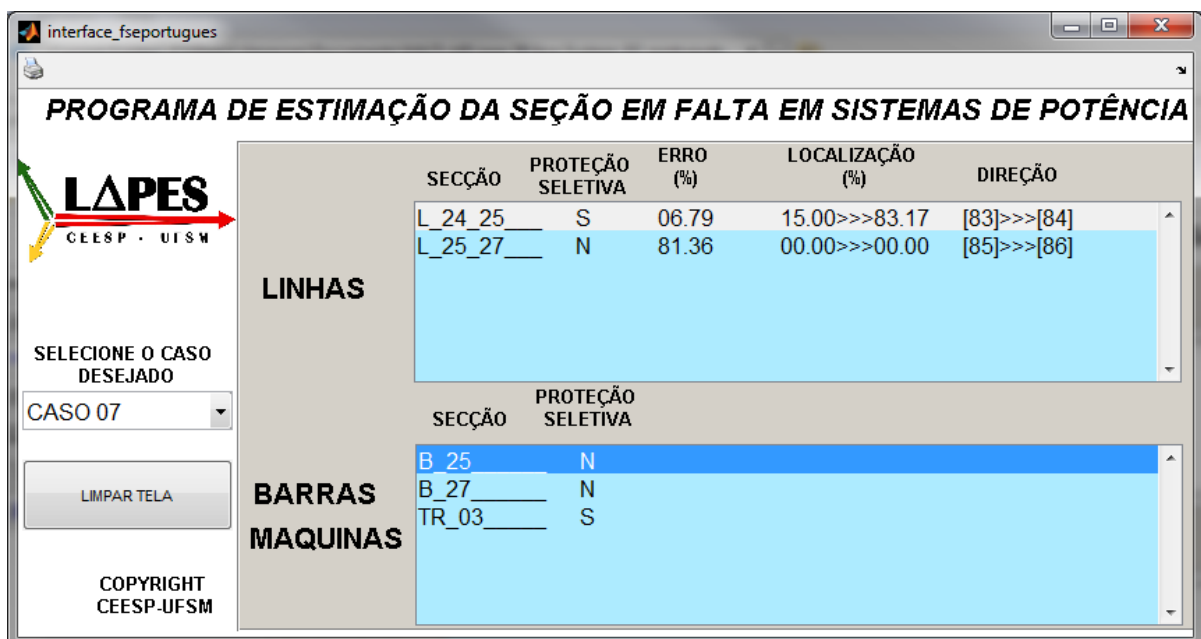 interface_fseportugues
PROGRAMA DE ESTIMAÇÃO DA SEÇÃO EM FALTA EM SISTEMAS DE POTÊNCIA
LAPES
CEESP - UFSM
SELECIONE O CASO
DESEJADO
CASO 07
LIMPAR TELA
COPYRIGHT
CEESP-UFSM
LINHAS
SECÇÃO PROTEÇÃO SELETIVA ERRO (%) LOCALIZAÇÃO (%) DIREÇÃO
L_24_25___ S 06.79 15.00>>>83.17 [83]>>>[84]
L_25_27___ N 81.36 00.00>>>00.00 [85]>>>[86]
BARRAS
MAQUINAS
SECÇÃO PROTEÇÃO SELETIVA
B_25______ N
B_27______ N
TR_03_____ S